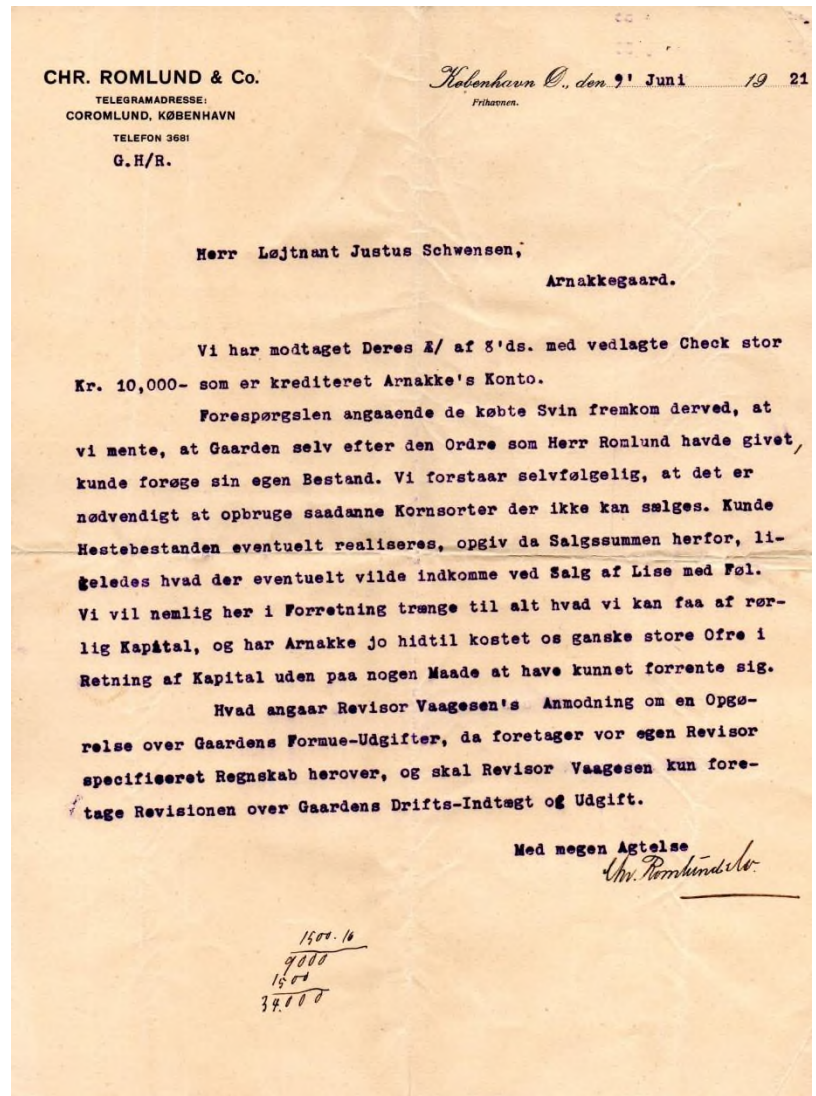 CHR. ROMLUND & Co.
TELEGRAMADRESSE:
COROMLUND, KØBENHAVN
TELEFON 3681
G.H/R.
København Ø., den 9' Juni 19 21
Frihavnen.
Herr Løjtnant Justus Schwensen,
Arnakkegaard.
Vi har modtaget Deres Æ/ af 8'ds. med vedlagte Check stor
Kr. 10,000- som er krediteret Arnakke's Konto.
Forespørgslen angaaende de købte Svin fremkom derved, at
vi mente, at Gaarden selv efter den Ordre som Herr Romlund havde givet,
kunde forøge sin egen Bestand. Vi forstaar selvfølgelig, at det er
nødvendigt at opbruge saadanne Kornsorter der ikke kan sælges. Kunde
Hestebestanden eventuelt realiseres, opgiv da Salgssummen herfor, li-
geledes hvad der eventuelt vilde indkomme ved Salg af Lise med Føl.
Vi vil nemlig her i Forretning trænge til alt hvad vi kan faa af rør-
lig Kapital, og har Arnakke jo hidtil kostet os ganske store Ofre i
Retning af Kapital uden paa nogen Maade at have kunnet forrente sig.
Hvad angaar Revisor Vaagesen's Anmodning om en Opgø-
relse over Gaardens Formue-Udgifter, da foretager vor egen Revisor
specificeret Regnskab herover, og skal Revisor Vaagesen kun fore-
tage Revisionen over Gaardens Drifts-Indtægt og Udgift.
Med megen Agtelse
Chr. Romlund & Co.
1500.16
9000
1500
34.000